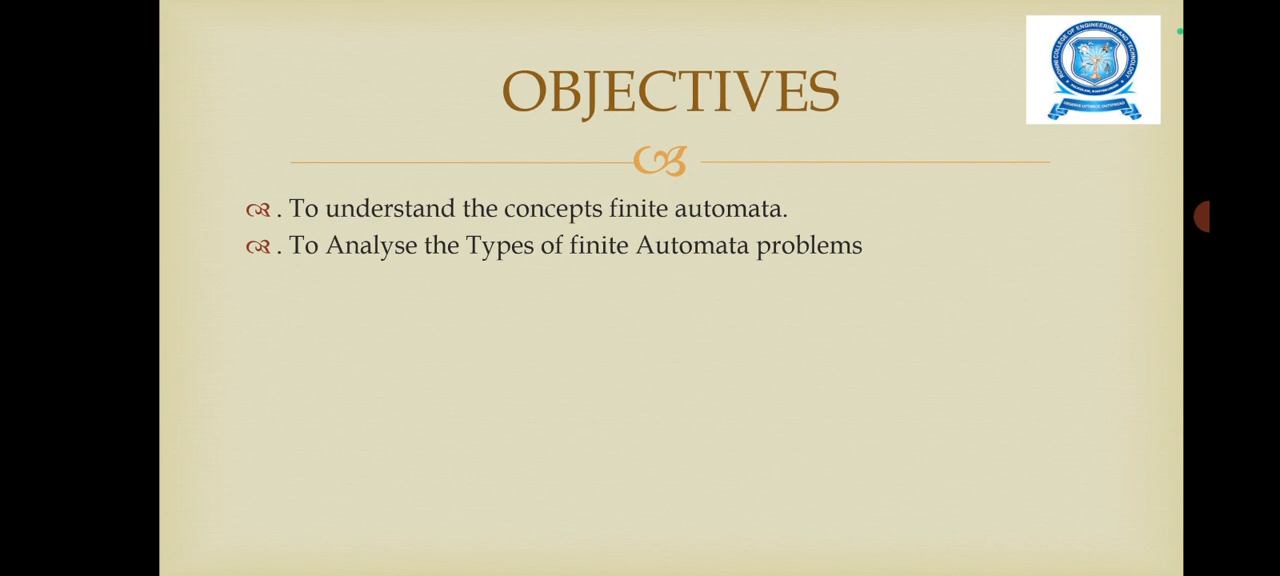 OBJECTIVES
. To understand the concepts finite automata.
. To Analyse the Types of finite Automata problems